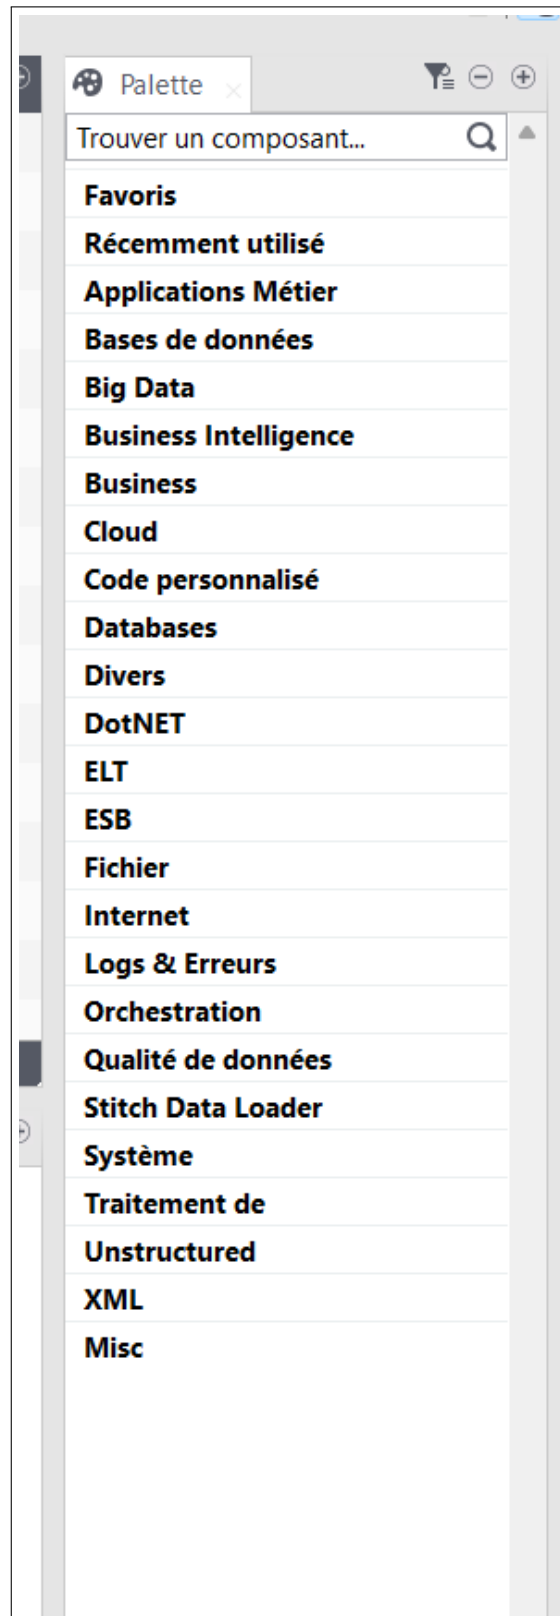 Palette
Trouver un composant...
Favoris
Récemment utilisé
Applications Métier
Bases de données
Big Data
Business Intelligence
Business
Cloud
Code personnalisé
Databases
Divers
DotNET
ELT
ESB
Fichier
Internet
Logs & Erreurs
Orchestration
Qualité de données
Stitch Data Loader
Système
Traitement de
Unstructured
XML
Misc